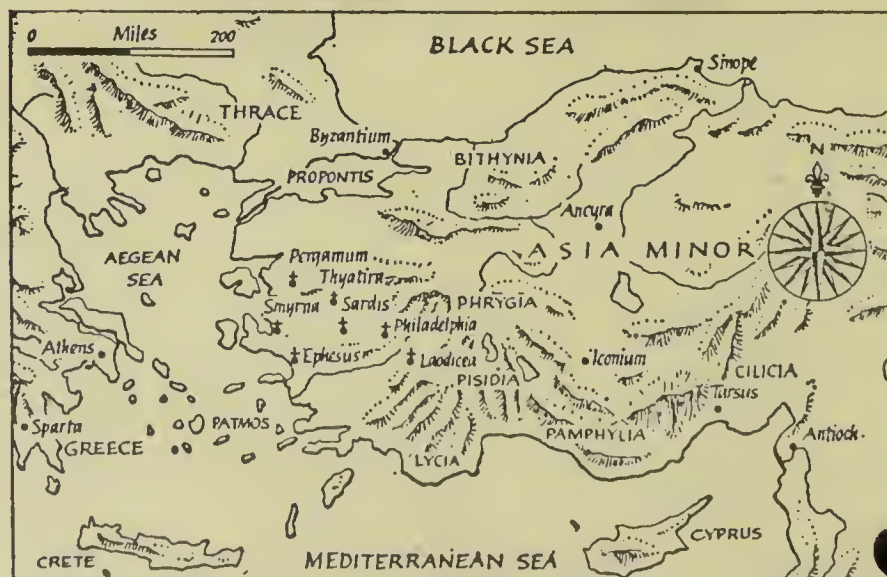 0 Miles 200
BLACK SEA
Sinope
THRACE
Byzantium
BITHYNIA
PROPONTIS
N
Ancyra
ASIA MINOR
AEGEAN
SEA
Pergamum
Thyatira
PHRYGIA
Smyrna
Sardis
Philadelphia
Athens
Ephesus
Laodicea
Iconium
PISIDIA
CILICIA
Tarsus
Sparta
PATMOS
GREECE
PAMPHYLIA
Antioch
LYCIA
CRETE
MEDITERRANEAN SEA
CYPRUS